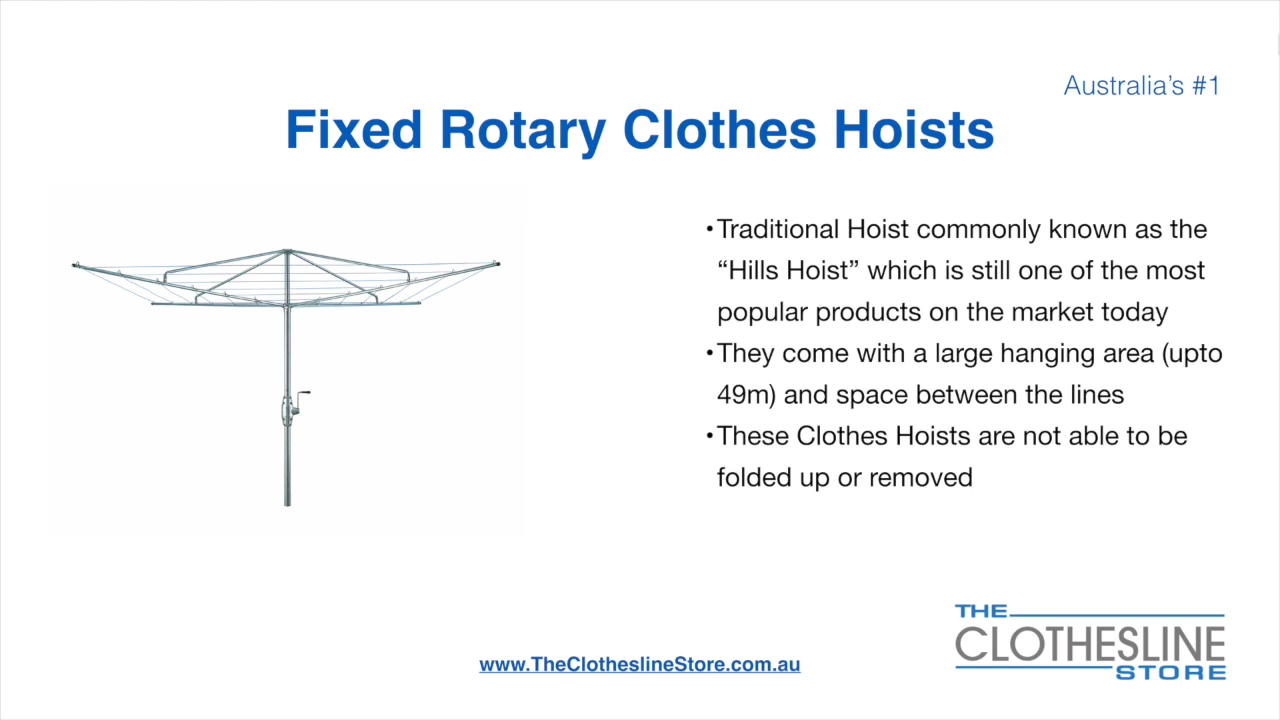 Australia’s #1
Fixed Rotary Clothes Hoists
•Traditional Hoist commonly known as the
“Hills Hoist” which is still one of the most
popular products on the market today
•They come with a large hanging area (upto
49m) and space between the lines
•These Clothes Hoists are not able to be
folded up or removed
www.TheClotheslineStore.com.au
THE
CLOTHESLINE
STORE